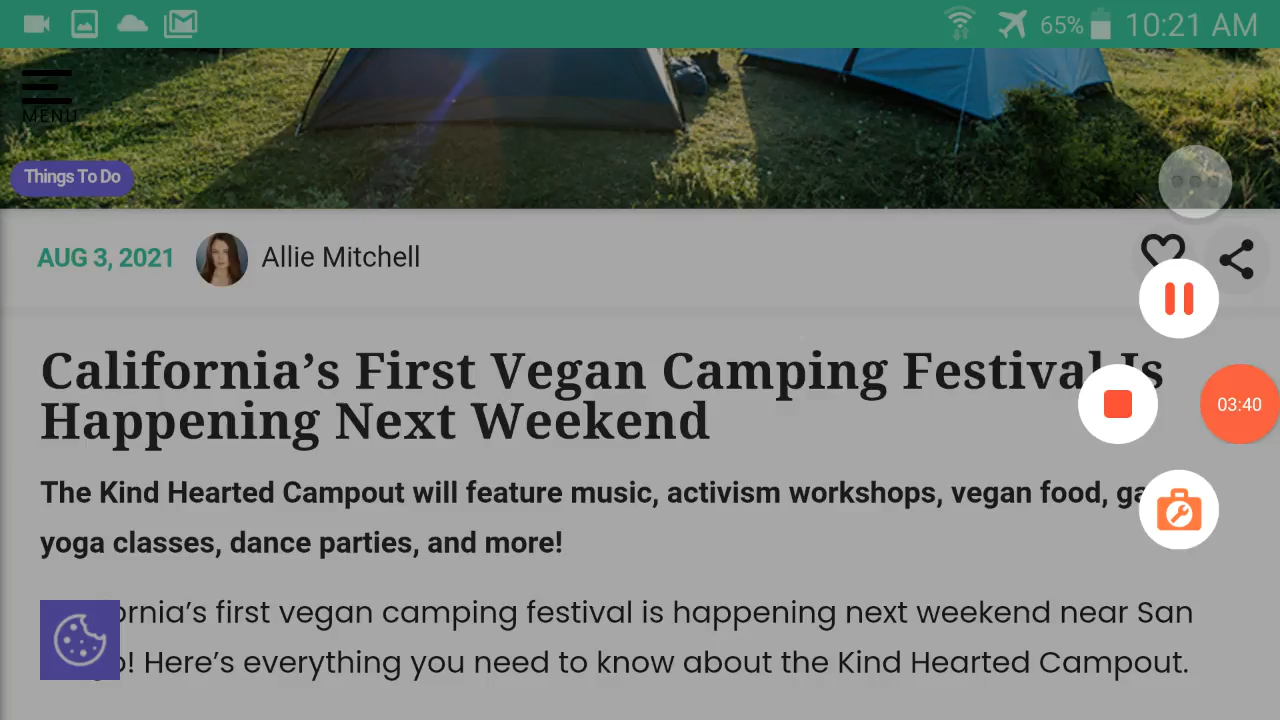 65% 10:21 AM
MENU
Things To Do
AUG 3, 2021 Allie Mitchell
California's First Vegan Camping Festival Is
Happening Next Weekend
03:40
The Kind Hearted Campout will feature music, activism workshops, vegan food,
yoga classes, dance parties, and more!
first vegan camping festival is happening next weekend near San
Here's everything you need to know about the Kind Hearted Campout.